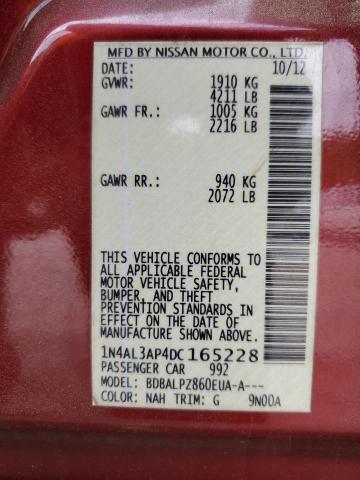 MFD BY NISSAN MOTOR CO., LTD.
DATE: 10/12
GVWR: 1910 KG
4211 LB
GAWR FR.: 1005 KG
2216 LB
GAWR RR.: 940 KG
2072 LB
THIS VEHICLE CONFORMS TO
ALL APPLICABLE FEDERAL
MOTOR VEHICLE SAFETY,
BUMPER, AND THEFT
PREVENTION STANDARDS
IN EFFECT ON THE DATE
OF MANUFACTURE SHOWN
ABOVE.
1N4AL3AP4DC165228
PASSENGER CAR 992
MODEL: BDBALPZ860EUA-A---
COLOR: NAH TRIM: G 9N00A